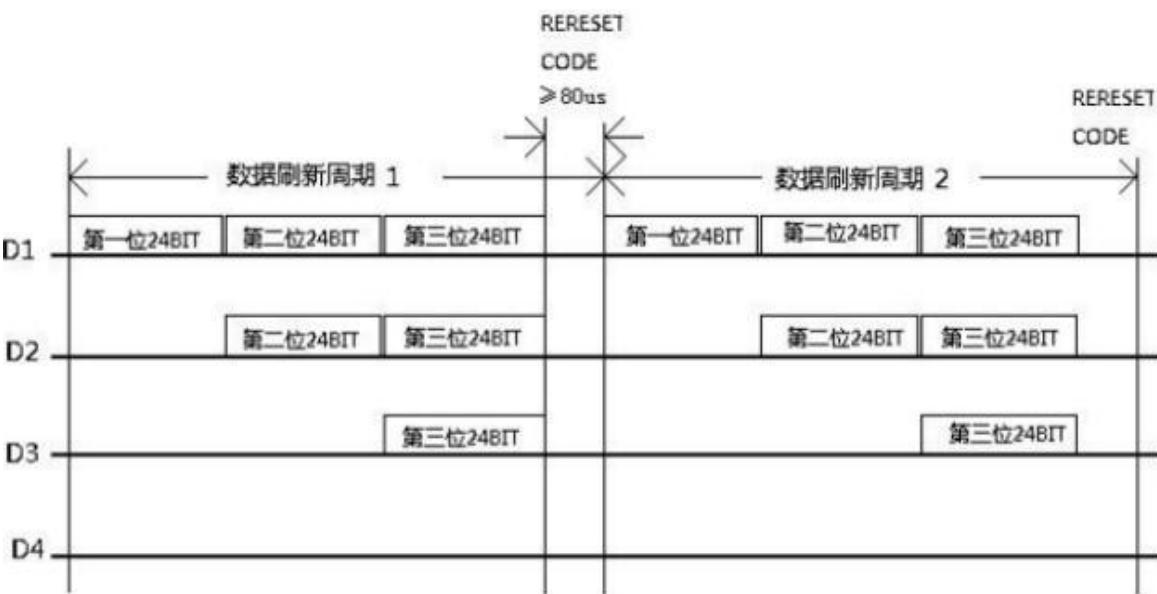 RERESET
CODE
≥80us
RERESET
CODE
数据刷新周期 1
数据刷新周期 2
D1 第一位24BIT 第二位24BIT 第三位24BIT 第一位24BIT 第二位24BIT 第三位24BIT
D2 第二位24BIT 第三位24BIT 第二位24BIT 第三位24BIT
D3 第三位24BIT 第三位24BIT
D4